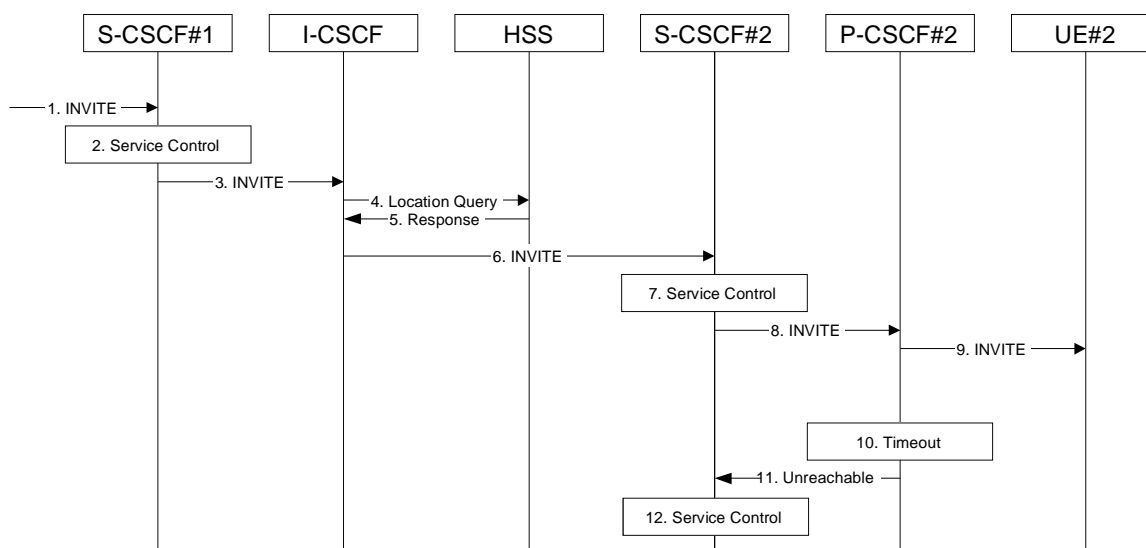 S-CSCF#1
I-CSCF
HSS
S-CSCF#2
P-CSCF#2
UE#2
1. INVITE
2. Service Control
3. INVITE
4. Location Query
5. Response
6. INVITE
7. Service Control
8. INVITE
9. INVITE
10. Timeout
11. Unreachable
12. Service Control